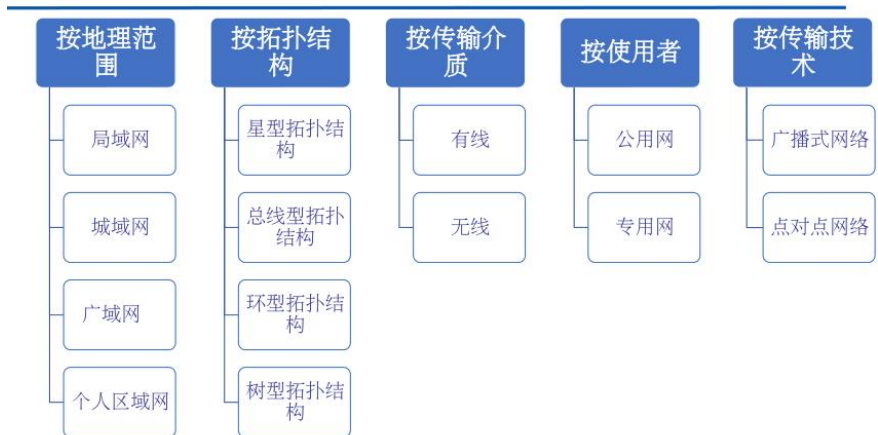 按地理范
围
局域网
城域网
广域网
个人区域网
按拓扑结
构
星型拓扑结
构
总线型拓扑
结构
环型拓扑结
构
树型拓扑结
构
按传输介
质
有线
无线
按使用者
公用网
专用网
按传输技
术
广播式网络
点对点网络